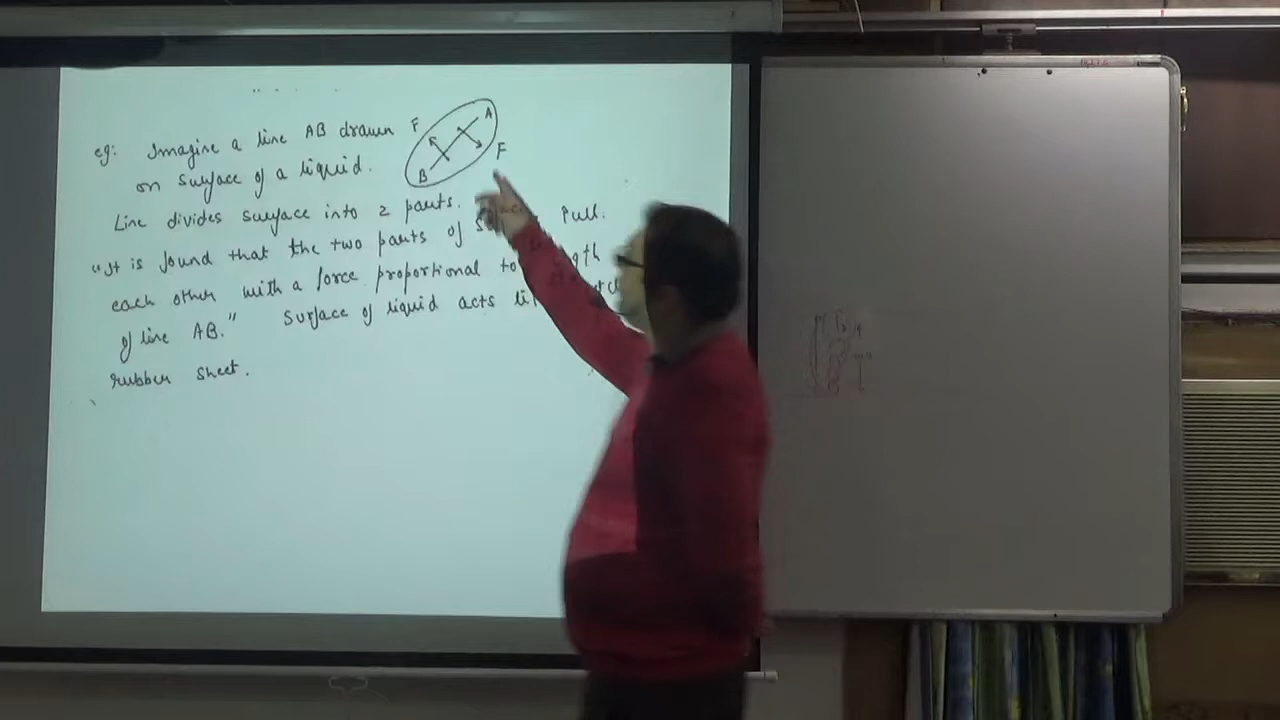 eg: Imagine a line AB drawn
on surface of a liquid.
F
A
B
F
Line divides surface into 2 parts.
"It is found that the two parts of Pull.
each other with a force proportional to
of line AB." Surface of liquid acts
rubber sheet.